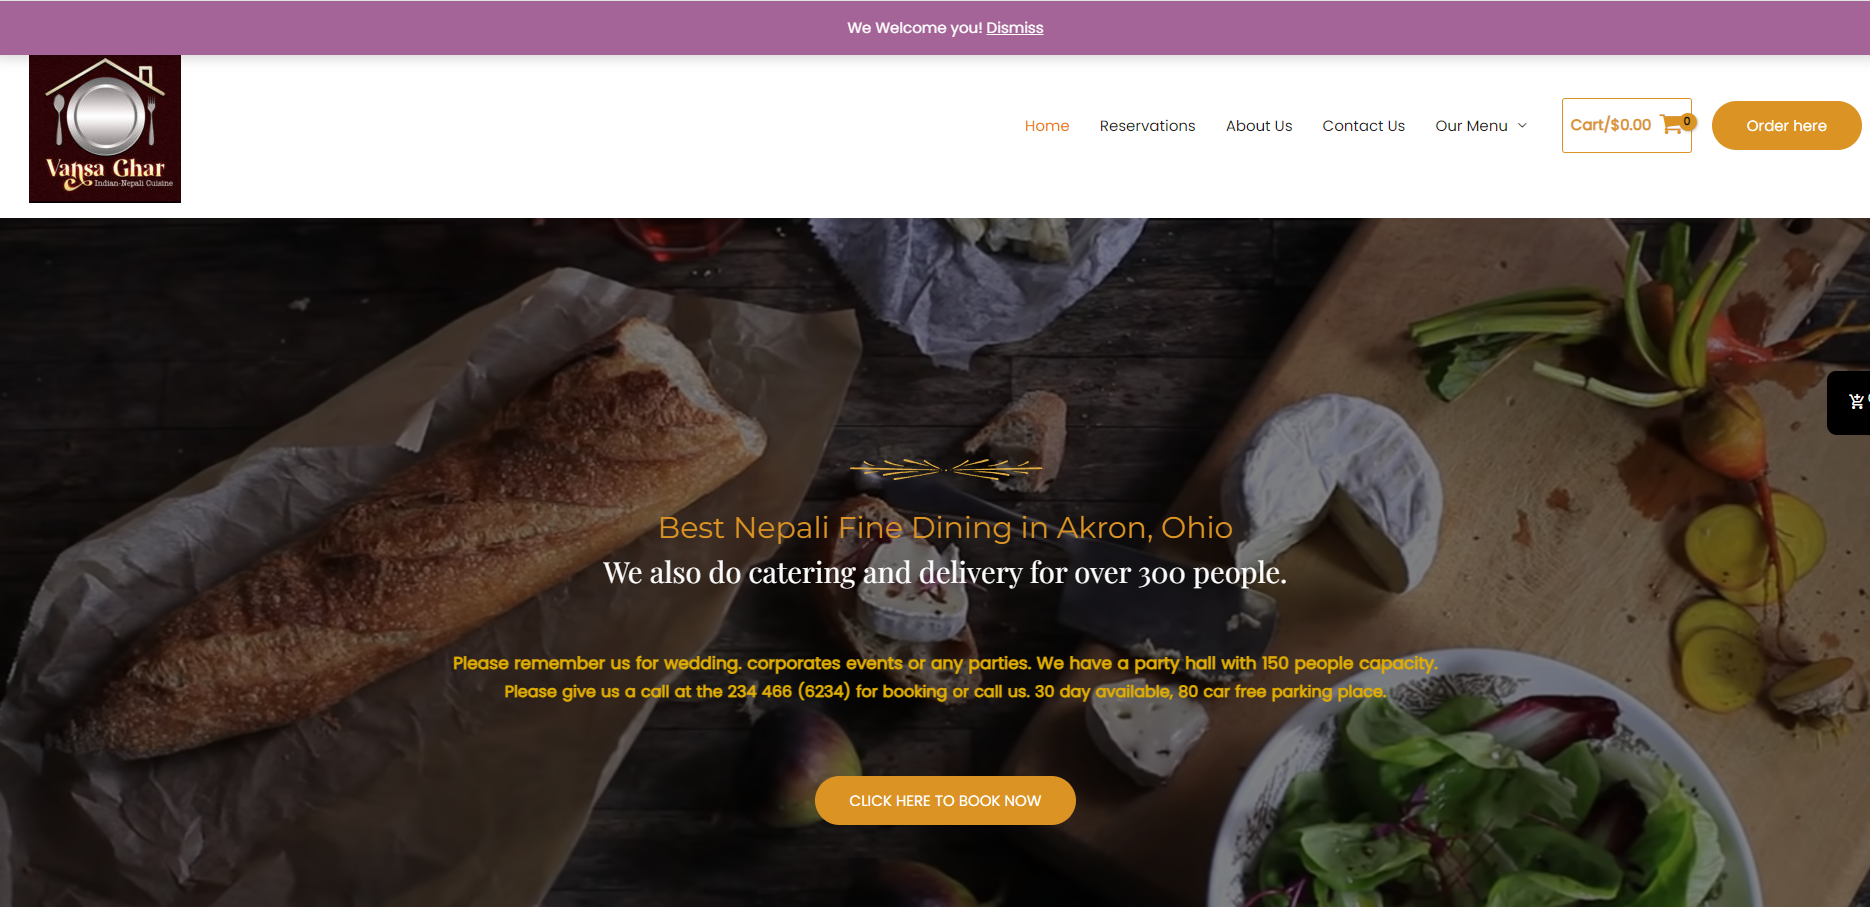 We Welcome you! Dismiss
Vansa Ghar
Indian-Nepali Cuisine
Home
Reservations
About Us
Contact Us
Our Menu
Cart/$0.00
0
Order here
Best Nepali Fine Dining in Akron, Ohio
We also do catering and delivery for over 300 people.
Please remember us for wedding. corporates events or any parties. We have a party hall with 150 people capacity.
Please give us a call at the 234 466 (6234) for booking or call us. 30 day available, 80 car free parking place.
CLICK HERE TO BOOK NOW